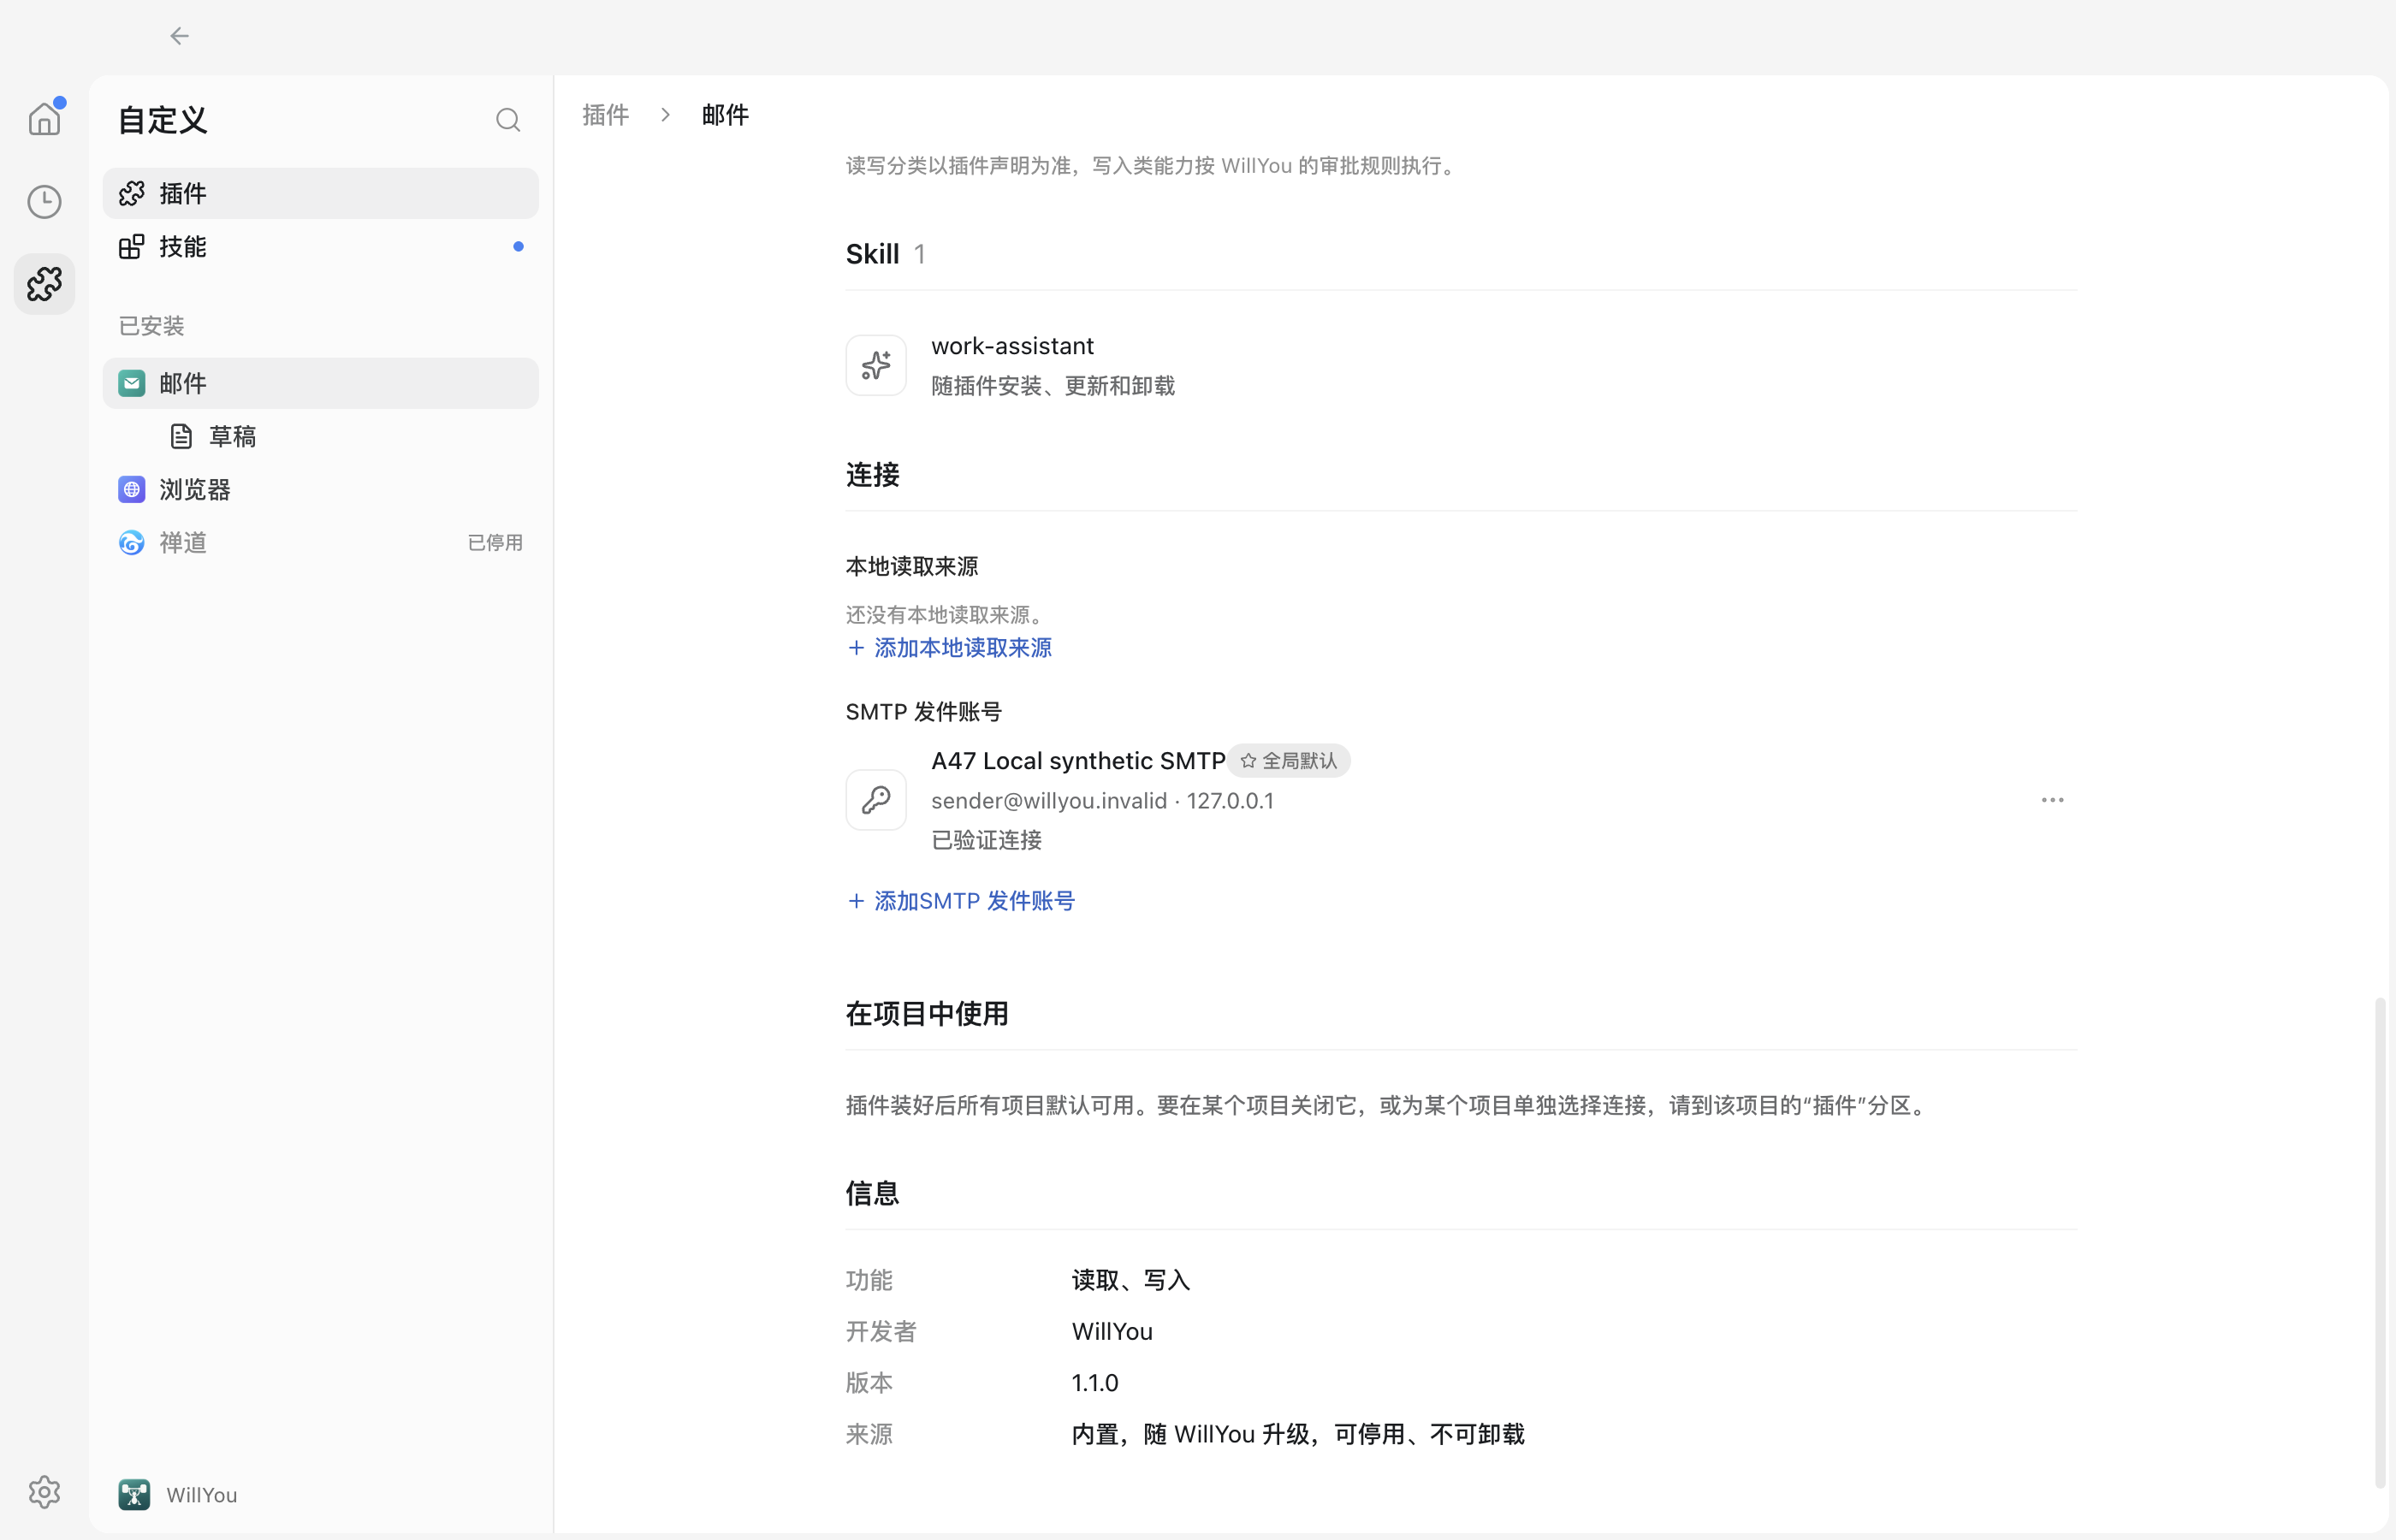 自定义
插件
技能
已安装
邮件
草稿
浏览器
禅道 已停用
WillYou
插件 > 邮件
读写分类以插件声明为准，写入类能力按 WillYou 的审批规则执行。
Skill 1
work-assistant
随插件安装、更新和卸载
连接
本地读取来源
还没有本地读取来源。
+ 添加本地读取来源
SMTP 发件账号
A47 Local synthetic SMTP 全局默认
sender@willyou.invalid · 127.0.0.1
已验证连接
+ 添加SMTP 发件账号
在项目中使用
插件装好后所有项目默认可用。要在某个项目关闭它，或为某个项目单独选择连接，请到该项目的“插件”分区。
信息
功能 读取、写入
开发者 WillYou
版本 1.1.0
来源 内置，随 WillYou 升级，可停用、不可卸载